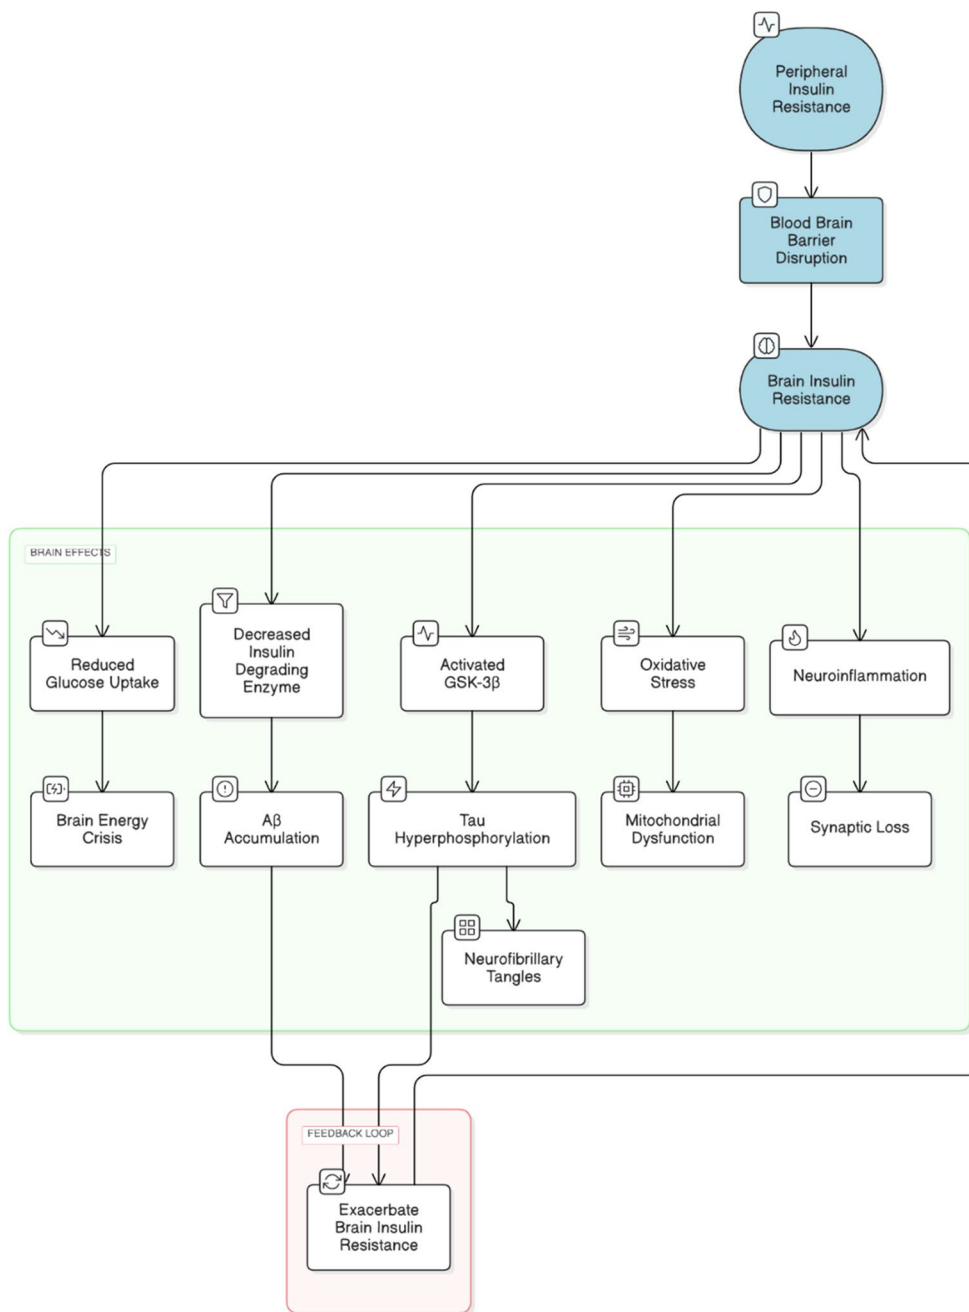 Peripheral
Insulin
Resistance
Blood Brain
Barrier
Disruption
Brain Insulin
Resistance
BRAIN EFFECTS
Reduced
Glucose Uptake
Decreased
Insulin
Degrading
Enzyme
Activated
GSK-3β
Oxidative
Stress
Neuroinflammation
Brain Energy
Crisis
Aβ
Accumulation
Tau
Hyperphosphorylation
Mitochondrial
Dysfunction
Synaptic Loss
Neurofibrillary
Tangles
FEEDBACK LOOP
Exacerbate
Brain Insulin
Resistance